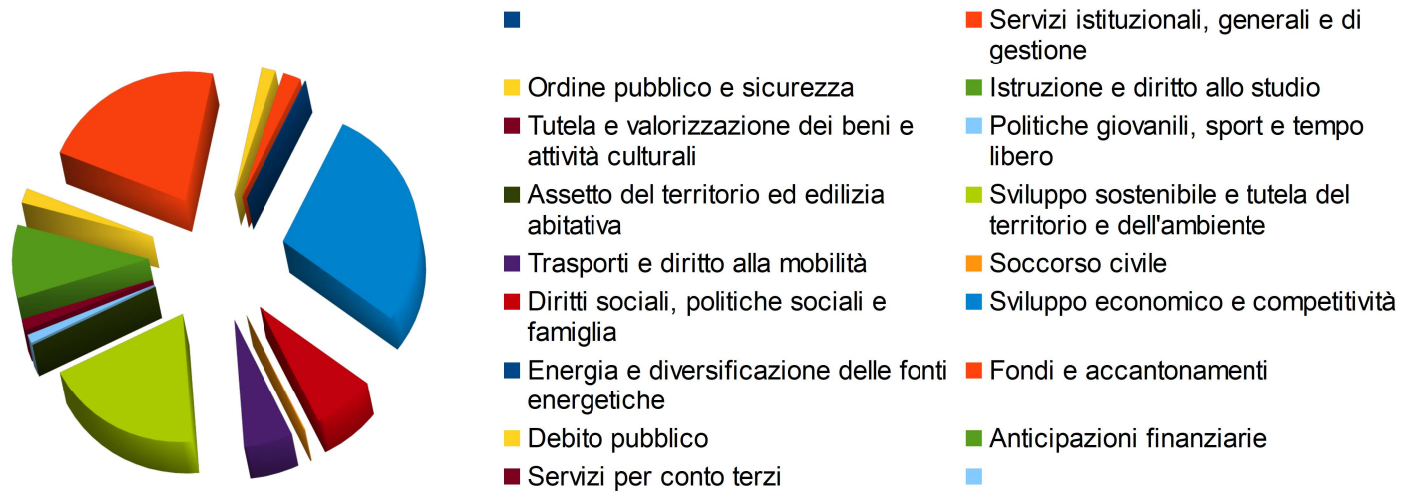 Servizi istituzionali, generali e di
gestione
Ordine pubblico e sicurezza
Istruzione e diritto allo studio
Tutela e valorizzazione dei beni e
attività culturali
Politiche giovanili, sport e tempo
libero
Assetto del territorio ed edilizia
abitativa
Sviluppo sostenibile e tutela del
territorio e dell'ambiente
Trasporti e diritto alla mobilità
Soccorso civile
Diritti sociali, politiche sociali e
famiglia
Sviluppo economico e competitività
Energia e diversificazione delle fonti
energetiche
Fondi e accantonamenti
Debito pubblico
Anticipazioni finanziarie
Servizi per conto terzi